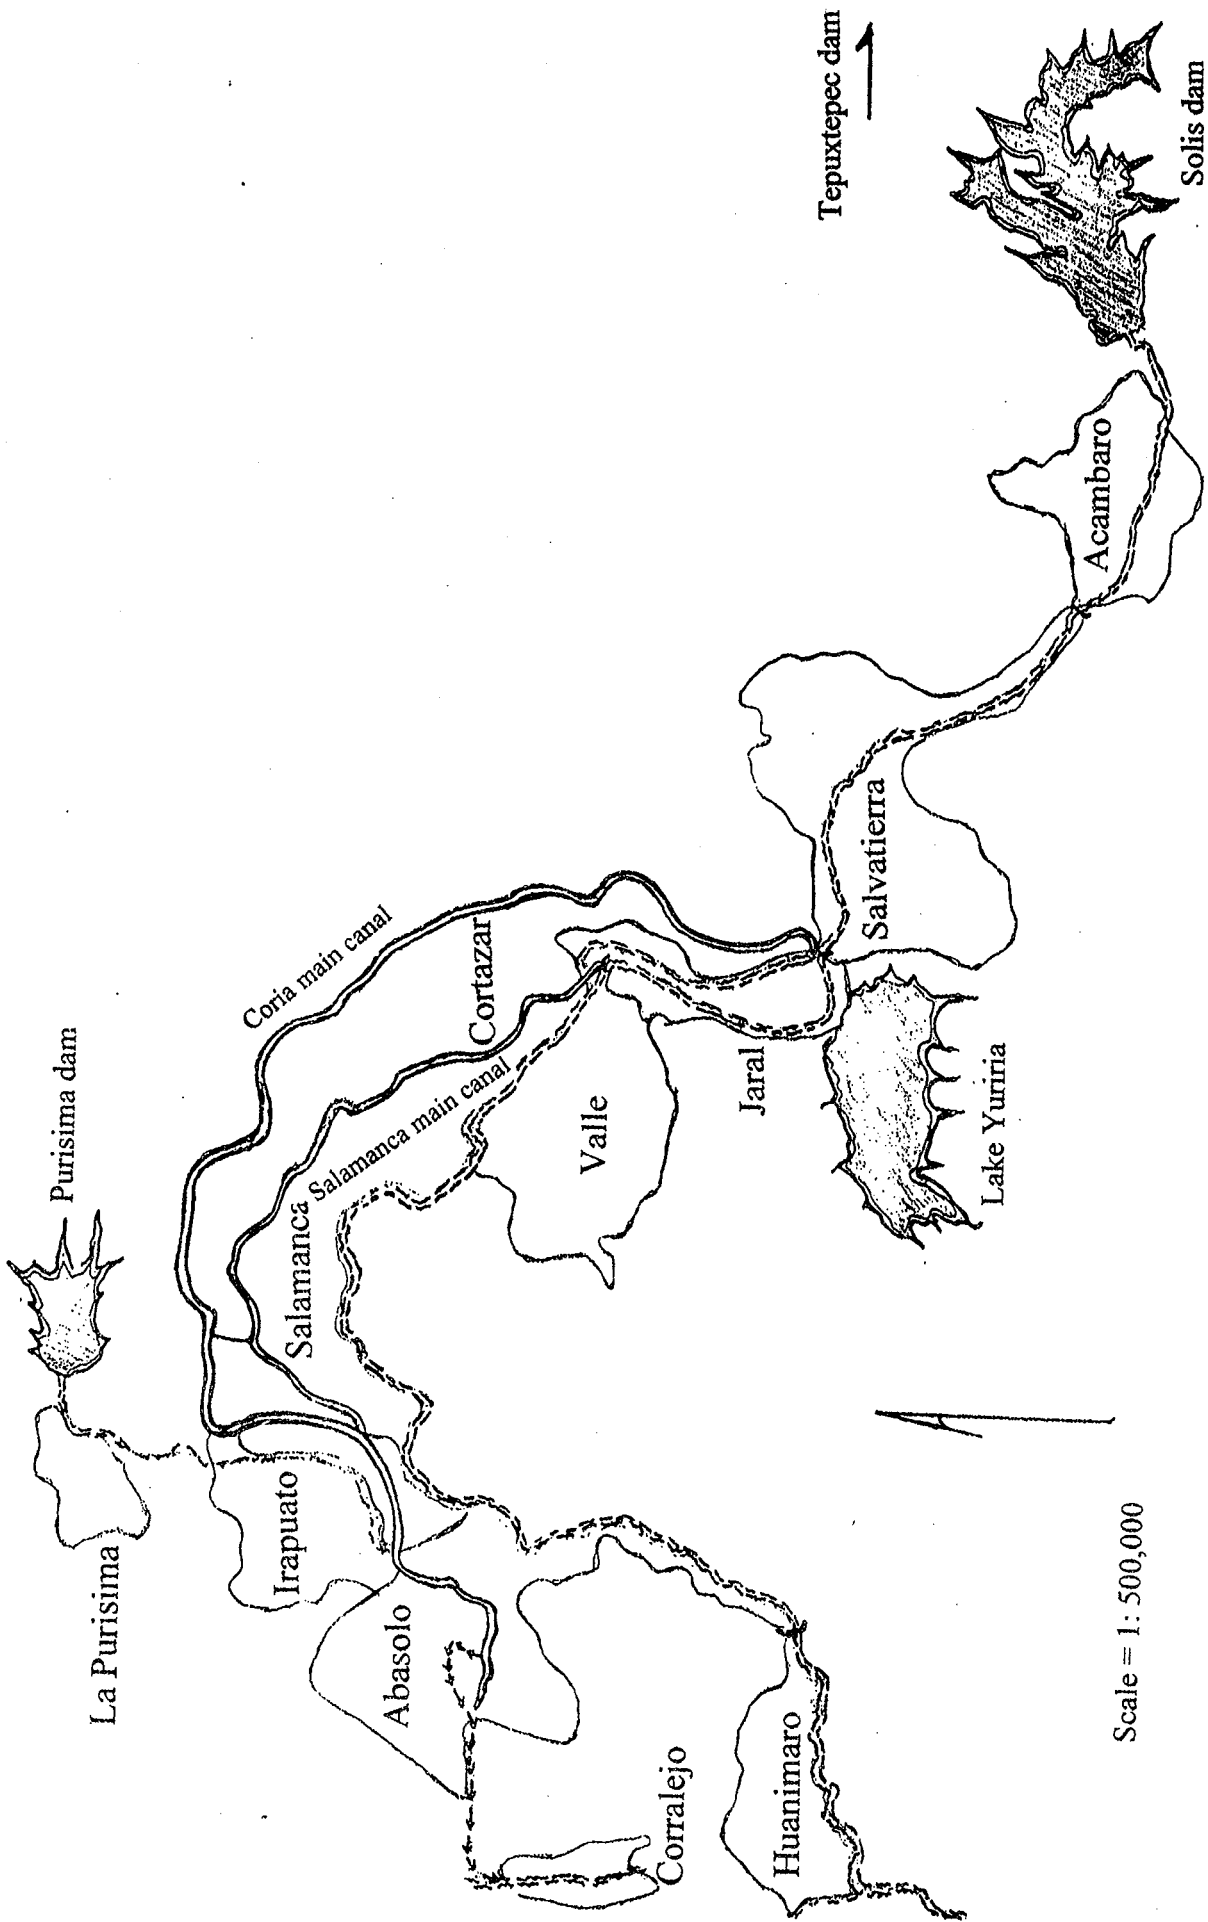 La Purisima
Purisima dam
Irapuato
Coria main canal
Abasolo
Salamanca
Salamanca main canal
Cortazar
Corralejo
Valle
Jaral
Huanimaro
Salvatierra
Lake Yuriria
Acambaro
Tepuxtepec dam
Solis dam
Scale = 1: 500,000